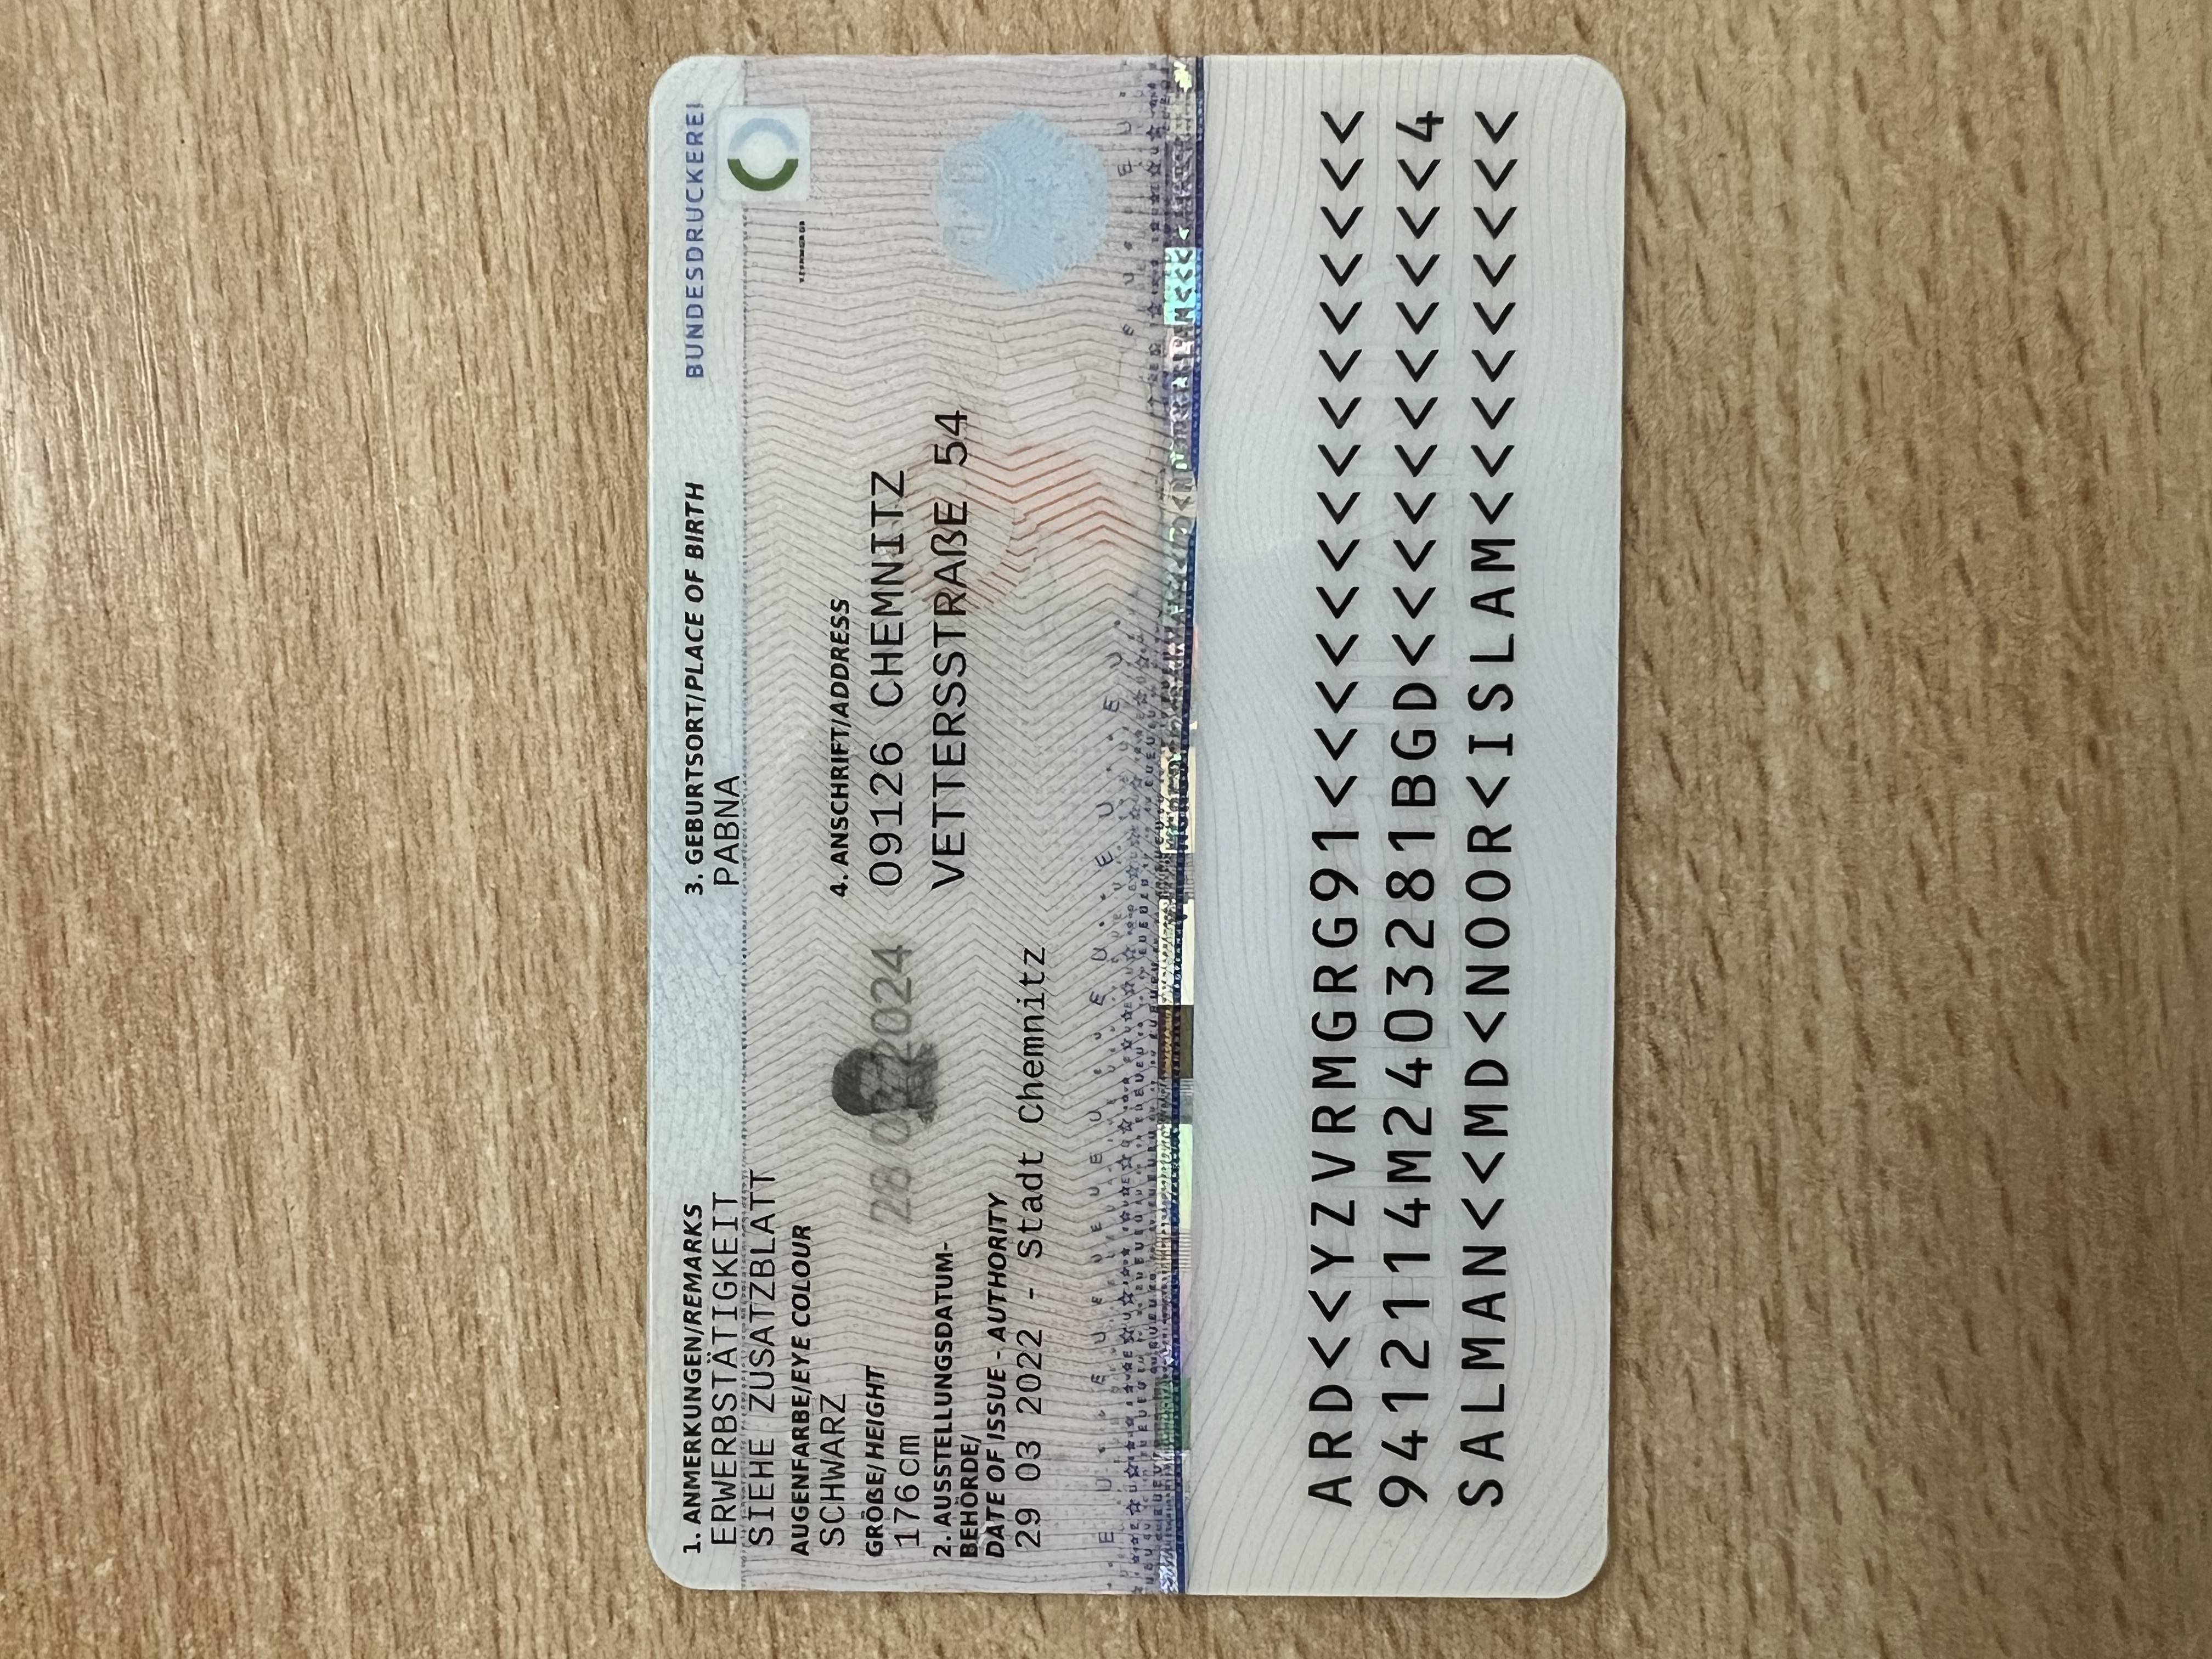 1. ANMERKUNGEN/REMARKS
ERWERBSTÄTIGKEIT
SIEHE ZUSATZBLATT
AUGENFARBE/EYE COLOUR
SCHWARZ
GRÖßE/HEIGHT
176cm
28 03 2024
2. AUSSTELLUNGSDATUM-
BEHÖRDE/
DATE OF ISSUE - AUTHORITY
29 03 2022 - Stadt Chemnitz
3. GEBURTSORT/PLACE OF BIRTH
PABNA
BUNDESDRUCKEREI
4. ANSCHRIFT/ADDRESS
09126 CHEMNITZ
VETTERSSTRAßE 54
ARD<<YZVRMGRG91<<<<<<<<<<<<<<<
9412114M2403281BGD<<<<<<<<<<<4
SALMAN<<MD<NOOR<ISLAM<<<<<<<<<